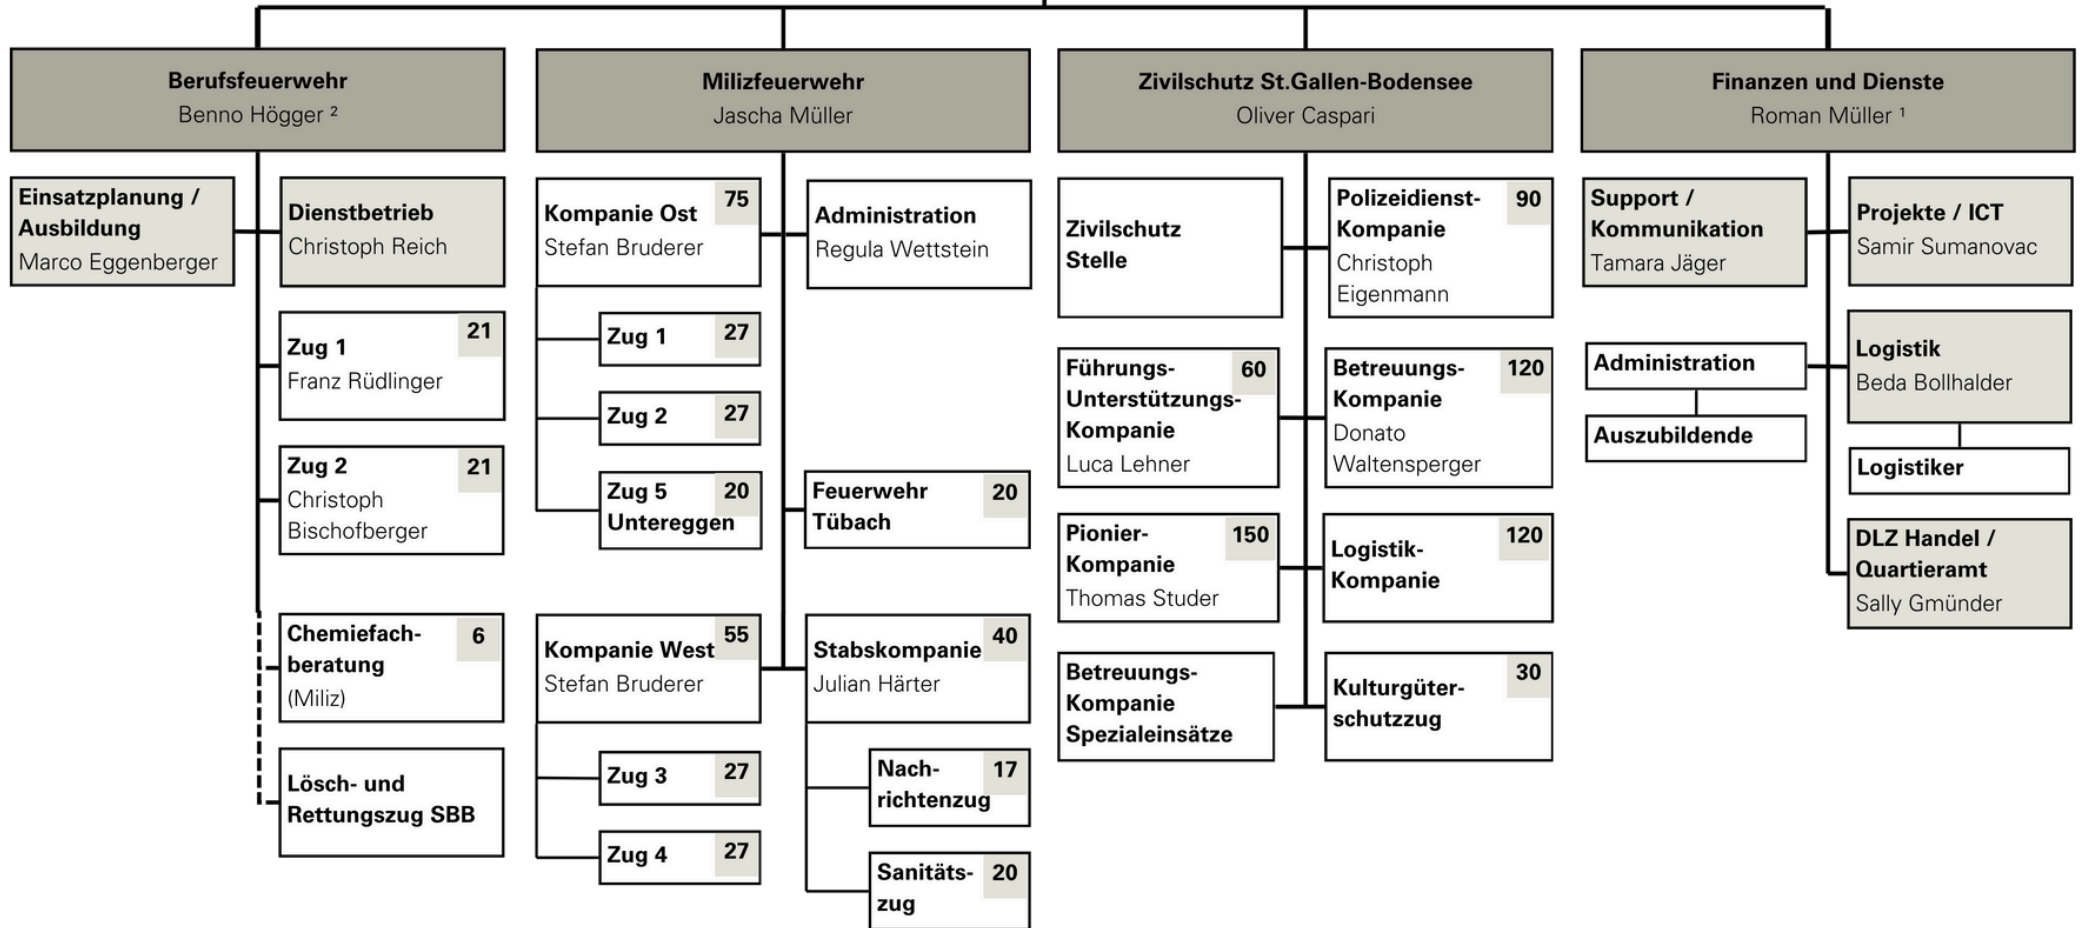 Berufsfeuerwehr
Benno Högger ²
Einsatzplanung /
Ausbildung
Marco Eggenberger
Dienstbetrieb
Christoph Reich
Zug 1
Franz Rüdlinger
21
Zug 2
Christoph
Bischofberger
21
Chemiefach-
beratung
(Miliz)
6
Lösch- und
Rettungszug SBB
Milizfeuerwehr
Jascha Müller
Kompanie Ost
Stefan Bruderer
75
Administration
Regula Wettstein
Zug 1
27
Zug 2
27
Zug 5
Untereggen
20
Feuerwehr
Tübach
20
Kompanie West
Stefan Bruderer
55
Zug 3
27
Zug 4
27
Stabskompanie
Julian Härter
40
Nach-
richtenzug
17
Sanitäts-
zug
20
Zivilschutz St.Gallen-Bodensee
Oliver Caspari
Zivilschutz
Stelle
Polizeidienst-
Kompanie
Christoph
Eigenmann
90
Führungs-
Unterstützungs-
Kompanie
Luca Lehner
60
Betreuungs-
Kompanie
Donato
Waltensperger
120
Pionier-
Kompanie
Thomas Studer
150
Logistik-
Kompanie
120
Betreuungs-
Kompanie
Spezialeinsätze
Kulturgüter-
schutzzug
30
Finanzen und Dienste
Roman Müller ¹
Support /
Kommunikation
Tamara Jäger
Projekte / ICT
Samir Sumanovac
Administration
Auszubildende
Logistik
Beda Bollhalder
Logistiker
DLZ Handel /
Quartieramt
Sally Gmünder